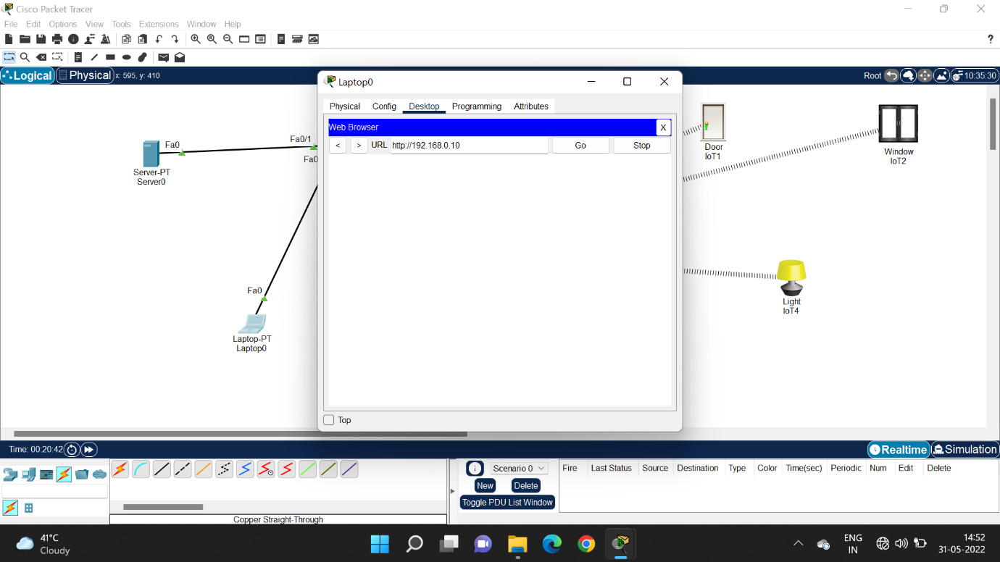 Cisco Packet Tracer
File Edit Options View Tools Extensions Window Help
?
Logical Physical x: 595, y: 410 Root 10:35:30
Laptop0
Physical Config Desktop Programming Attributes
Web Browser X
< > URL http://192.168.0.10 Go Stop
Top
Fa0
Fa0/1
Fa0
Server-PT
Server0
Fa0
Laptop-PT
Laptop0
Door
IoT1
Window
IoT2
Light
IoT4
Time: 00:20:42 Realtime Simulation
Scenario 0
New Delete
Toggle PDU List Window
Fire Last Status Source Destination Type Color Time(sec) Periodic Num Edit Delete
Copper Straight-Through
41°C
Cloudy
ENG
IN
14:52
31-05-2022